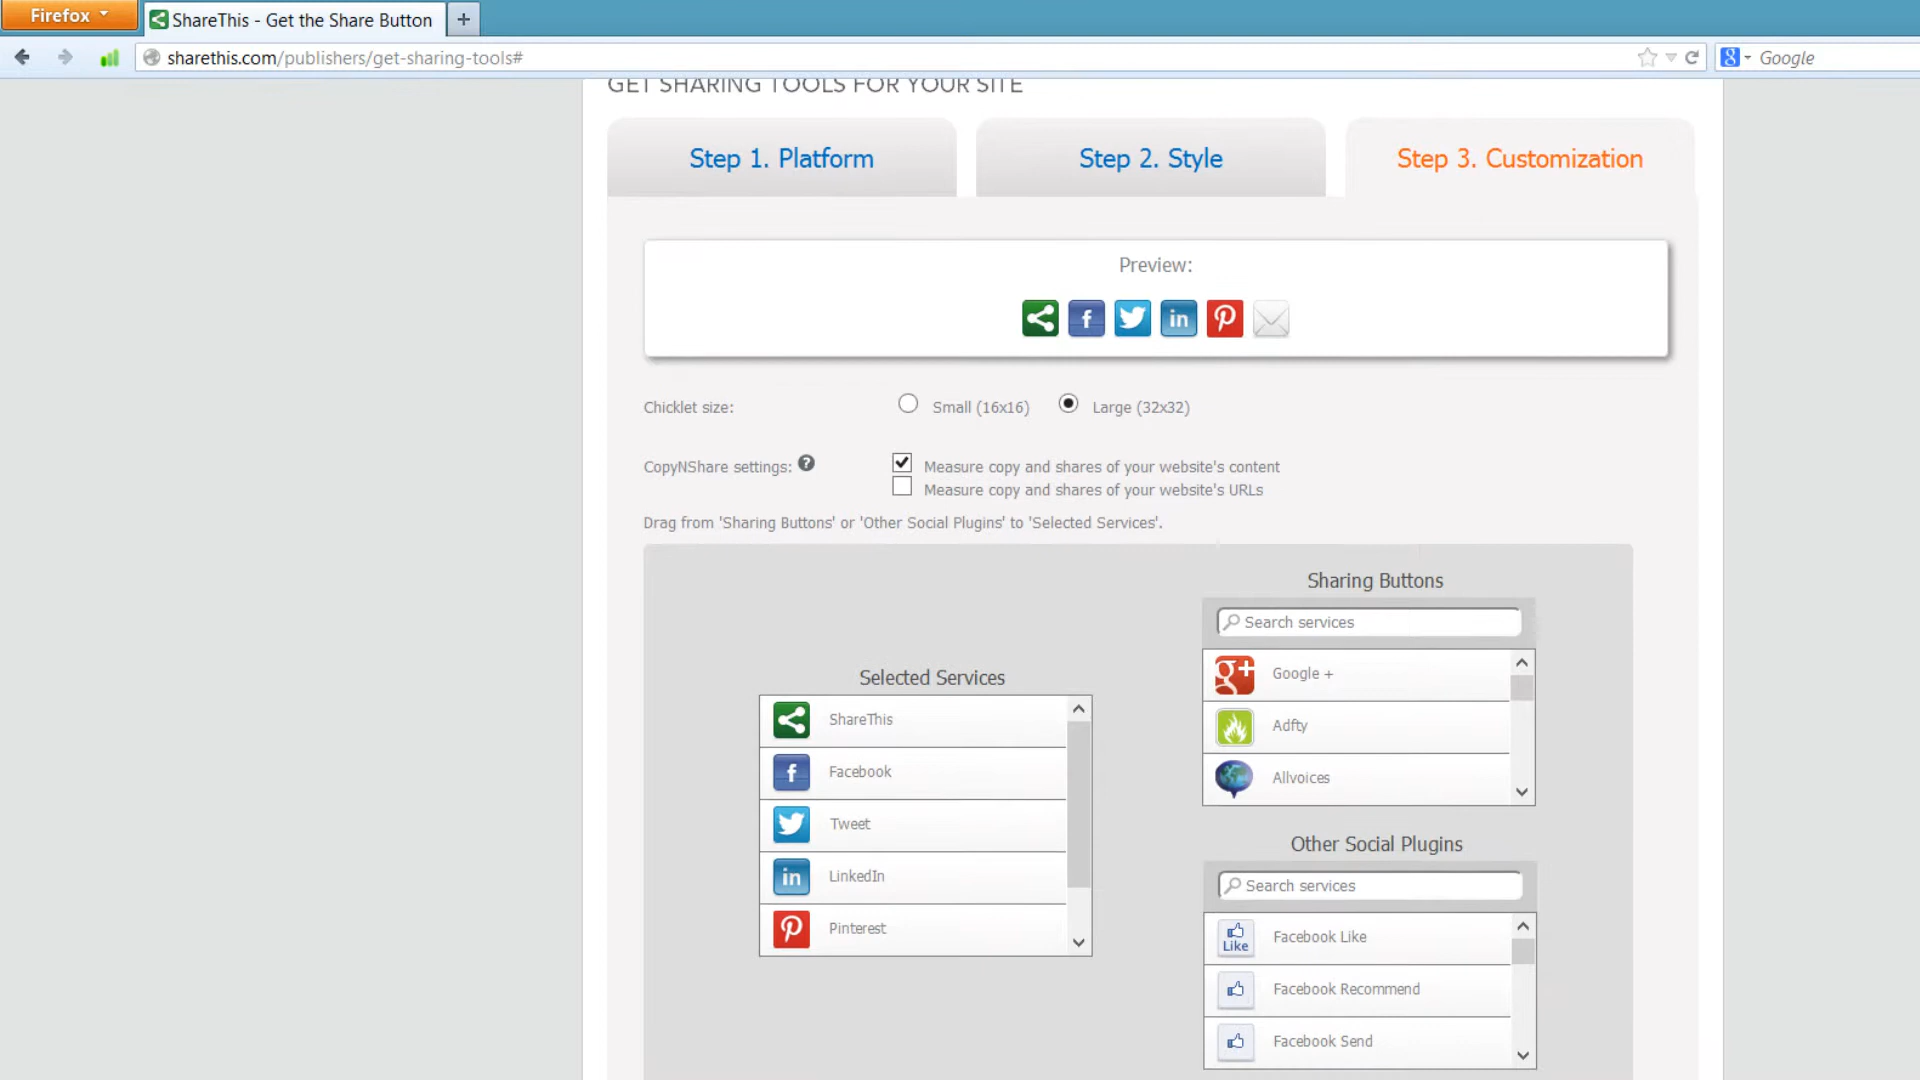 Firefox
ShareThis - Get the Share Button
sharethis.com/publishers/get-sharing-tools#
Google
GET SHARING TOOLS FOR YOUR SITE
Step 1. Platform
Step 2. Style
Step 3. Customization
Preview:
Chicklet size:
Small (16x16)
Large (32x32)
CopyNShare settings:
Measure copy and shares of your website's content
Measure copy and shares of your website's URLs
Drag from 'Sharing Buttons' or 'Other Social Plugins' to 'Selected Services'.
Selected Services
ShareThis
Facebook
Tweet
LinkedIn
Pinterest
Sharing Buttons
Search services
Google +
Adfty
Allvoices
Other Social Plugins
Search services
Like
Facebook Like
Facebook Recommend
Facebook Send